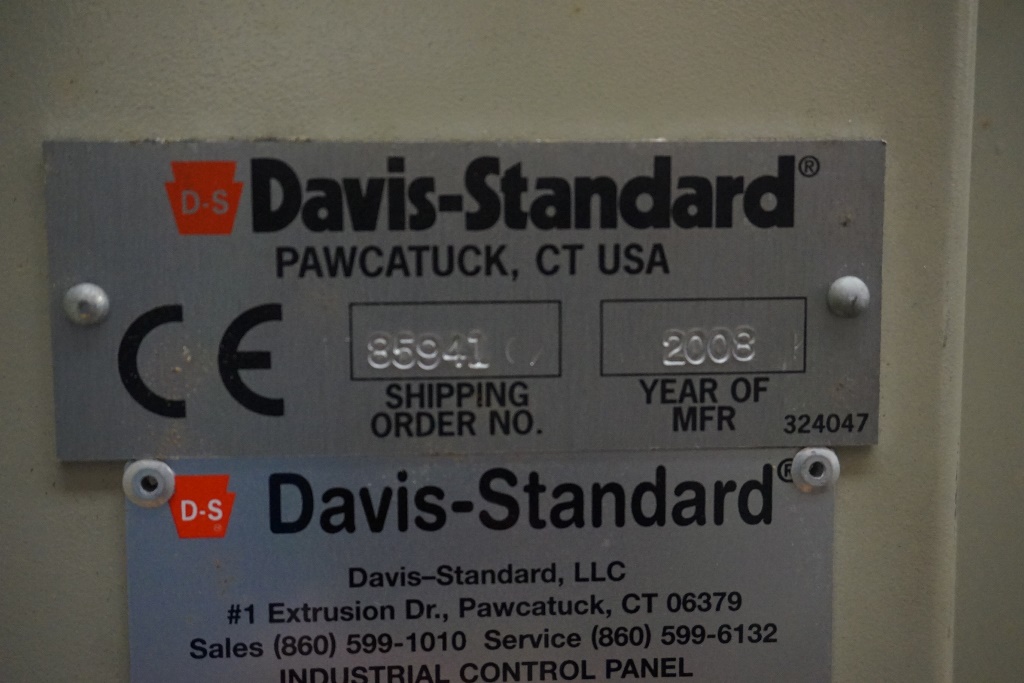 D-S Davis-Standard®
PAWCATUCK, CT USA
CE 85941 2008
SHIPPING ORDER NO. YEAR OF MFR 324047
D-S Davis-Standard®
Davis–Standard, LLC
#1 Extrusion Dr., Pawcatuck, CT 06379
Sales (860) 599-1010 Service (860) 599-6132
INDUSTRIAL CONTROL PANEL